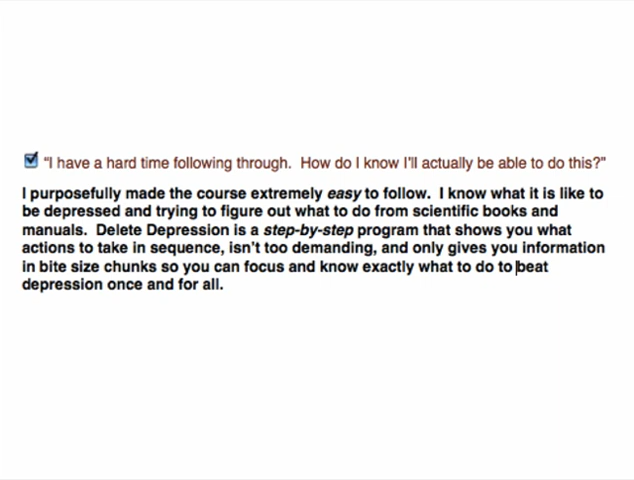 "I have a hard time following through.  How do I know I'll actually be able to do this?"
I purposefully made the course extremely easy to follow.  I know what it is like to
be depressed and trying to figure out what to do from scientific books and
manuals.  Delete Depression is a step-by-step program that shows you what
actions to take in sequence, isn't too demanding, and only gives you information
in bite size chunks so you can focus and know exactly what to do to beat
depression once and for all.